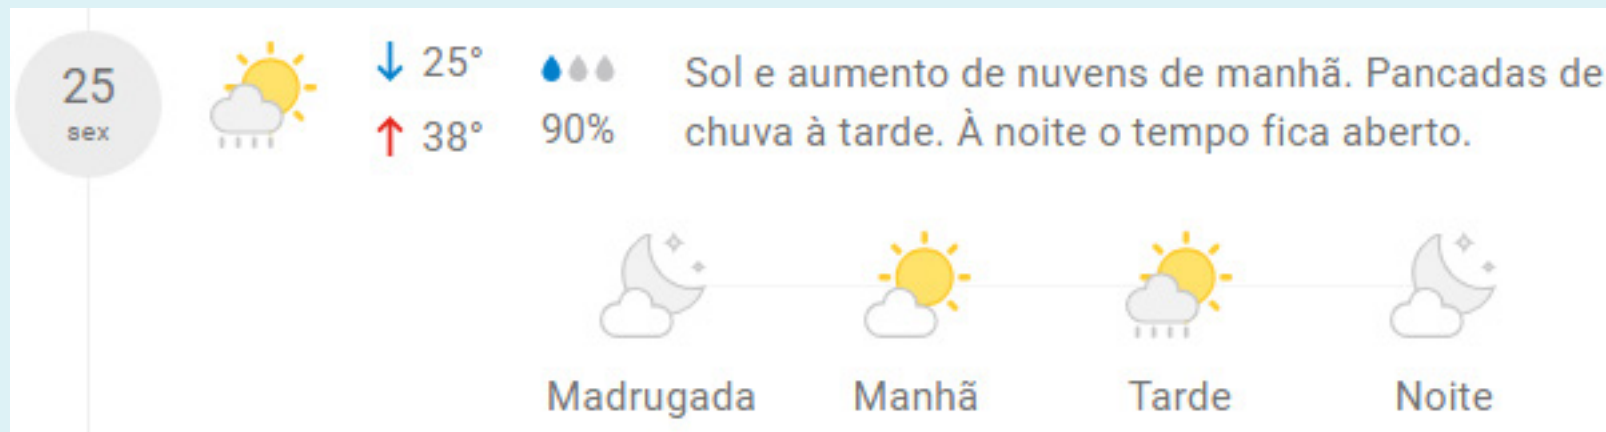 25
sex
25°
38°
90%
Sol e aumento de nuvens de manhã. Pancadas de
chuva à tarde. À noite o tempo fica aberto.
Madrugada
Manhã
Tarde
Noite